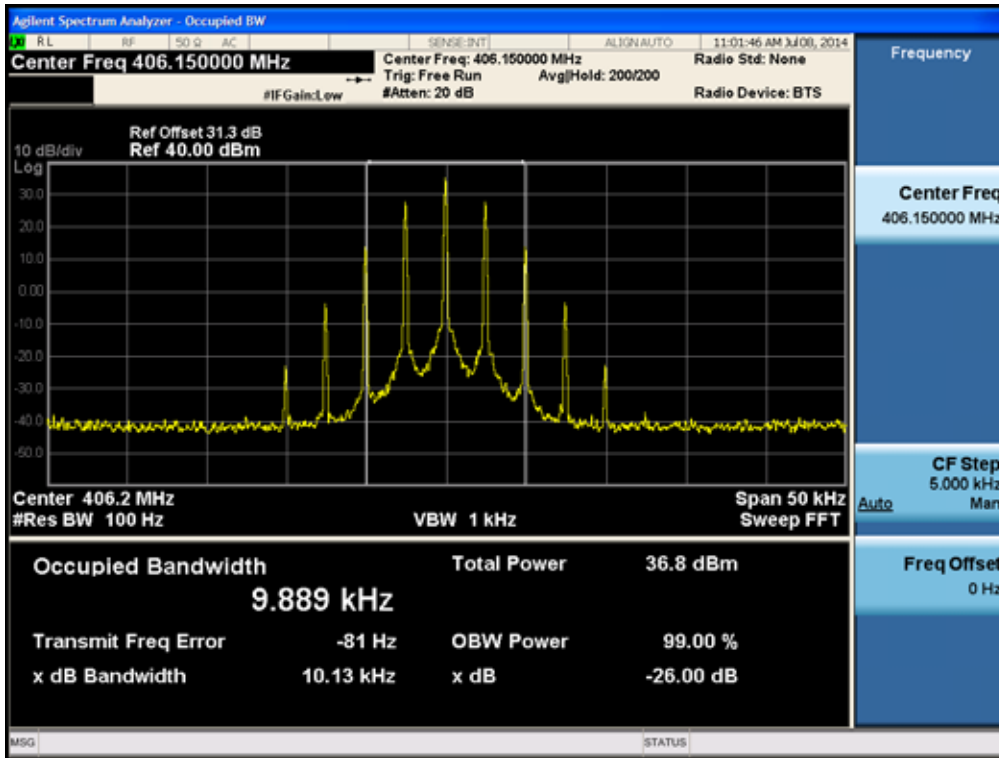 Agilent Spectrum Analyzer - Occupied BW
RL RF 50 Ω AC SENSE:INT ALIGN AUTO 11:01:46 AM Jul 08, 2014
Center Freq 406.150000 MHz
Center Freq: 406.150000 MHz
Radio Std: None
Trig: Free Run Avg|Hold: 200/200
#IFGain:Low
#Atten: 20 dB
Radio Device: BTS
Ref Offset 31.3 dB
10 dB/div Ref 40.00 dBm
Log
30.0
20.0
10.0
0.00
-10.0
-20.0
-30.0
-40.0
-50.0
Center 406.2 MHz Span 50 kHz
#Res BW 100 Hz VBW 1 kHz Sweep FFT
Occupied Bandwidth Total Power 36.8 dBm
9.889 kHz
Transmit Freq Error -81 Hz OBW Power 99.00 %
x dB Bandwidth 10.13 kHz x dB -26.00 dB
MSG STATUS
Frequency
Center Freq
406.150000 MHz
CF Step
5.000 kHz
Auto Man
Freq Offset
0 Hz